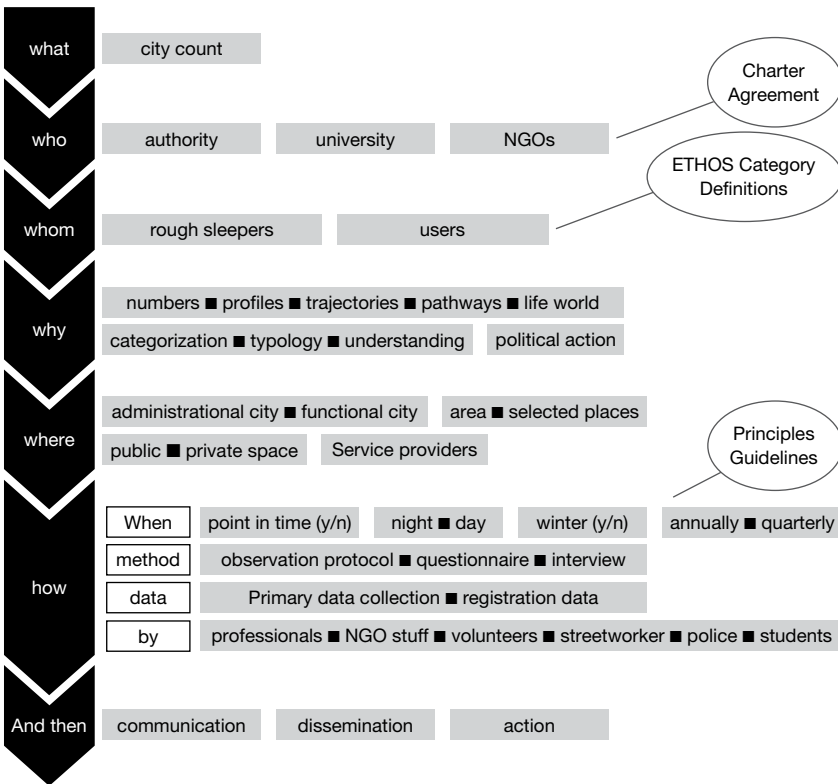 what
city count
Charter
Agreement
who
authority
university
NGOs
ETHOS Category
Definitions
whom
rough sleepers
users
why
numbers ■ profiles ■ trajectories ■ pathways ■ life world
categorization ■ typology ■ understanding
political action
where
administrational city ■ functional city
area ■ selected places
public ■ private space
Service providers
Principles
Guidelines
how
When
point in time (y/n)
night ■ day
winter (y/n)
annually ■ quarterly
method
observation protocol ■ questionnaire ■ interview
data
Primary data collection ■ registration data
by
professionals ■ NGO stuff ■ volunteers ■ streetworker ■ police ■ students
And then
communication
dissemination
action